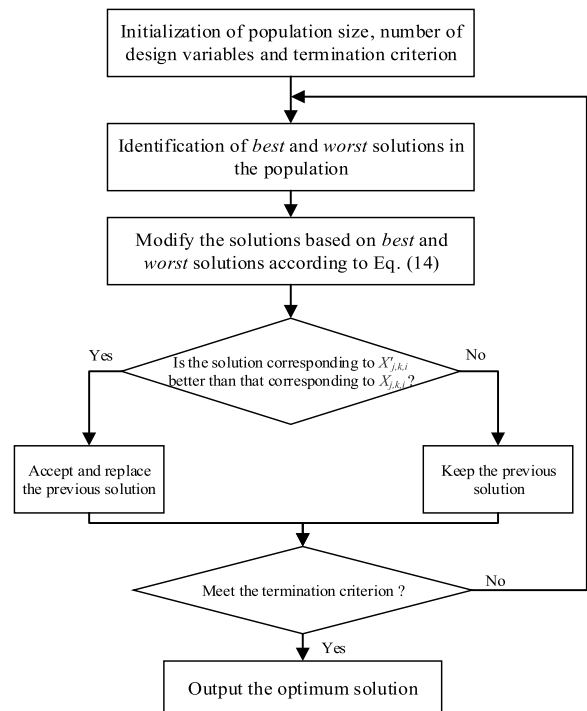 Initialization of population size, number of
design variables and termination criterion
Identification of best and worst solutions in
the population
Modify the solutions based on best and
worst solutions according to Eq. (14)
Yes
Is the solution corresponding to X′j,k,i
better than that corresponding to Xj,k,i?
No
Accept and replace
the previous solution
Keep the previous
solution
Meet the termination criterion ?
No
Yes
Output the optimum solution